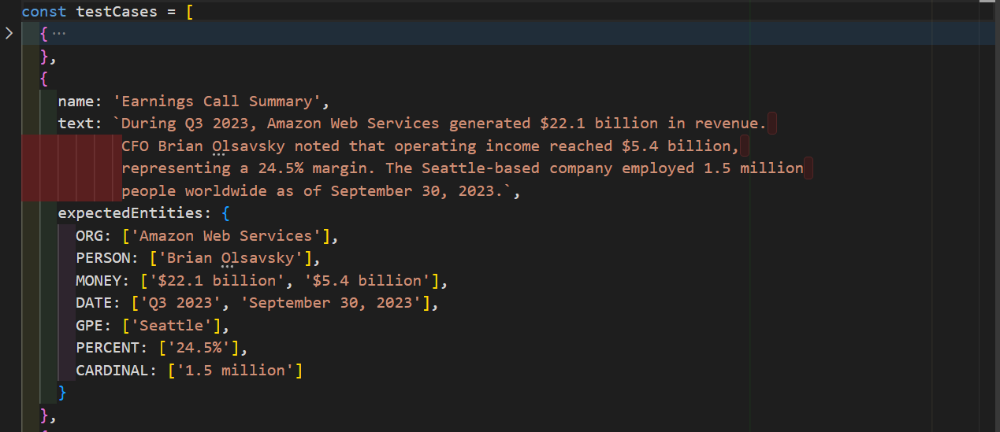 const testCases = [
{ ···
},
{
name: 'Earnings Call Summary',
text: `During Q3 2023, Amazon Web Services generated $22.1 billion in revenue.
CFO Brian Olsavsky noted that operating income reached $5.4 billion,
representing a 24.5% margin. The Seattle-based company employed 1.5 million
people worldwide as of September 30, 2023.`,
expectedEntities: {
ORG: ['Amazon Web Services'],
PERSON: ['Brian Olsavsky'],
MONEY: ['$22.1 billion', '$5.4 billion'],
DATE: ['Q3 2023', 'September 30, 2023'],
GPE: ['Seattle'],
PERCENT: ['24.5%'],
CARDINAL: ['1.5 million']
}
},